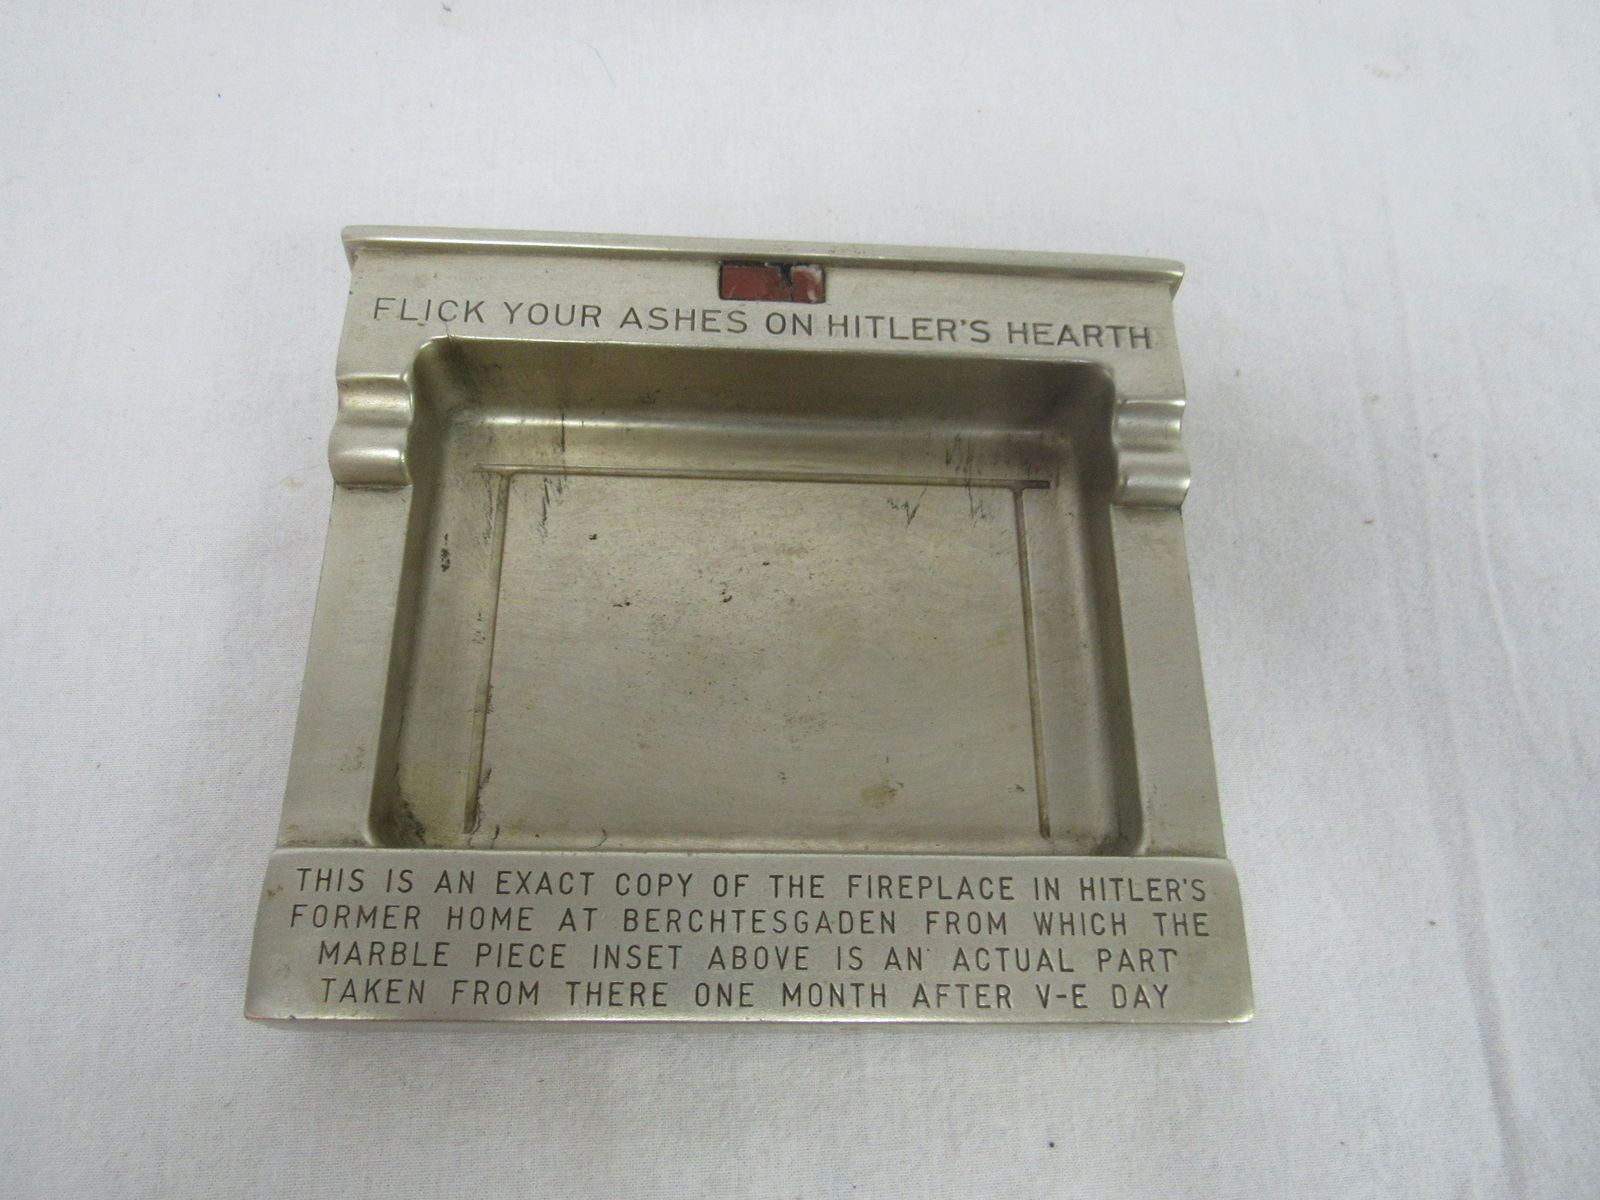 FLICK YOUR ASHES ON HITLER'S HEARTH
THIS IS AN EXACT COPY OF THE FIREPLACE IN HITLER'S
FORMER HOME AT BERCHTESGADEN FROM WHICH THE
MARBLE PIECE INSET ABOVE IS AN ACTUAL PART
TAKEN FROM THERE ONE MONTH AFTER V-E DAY